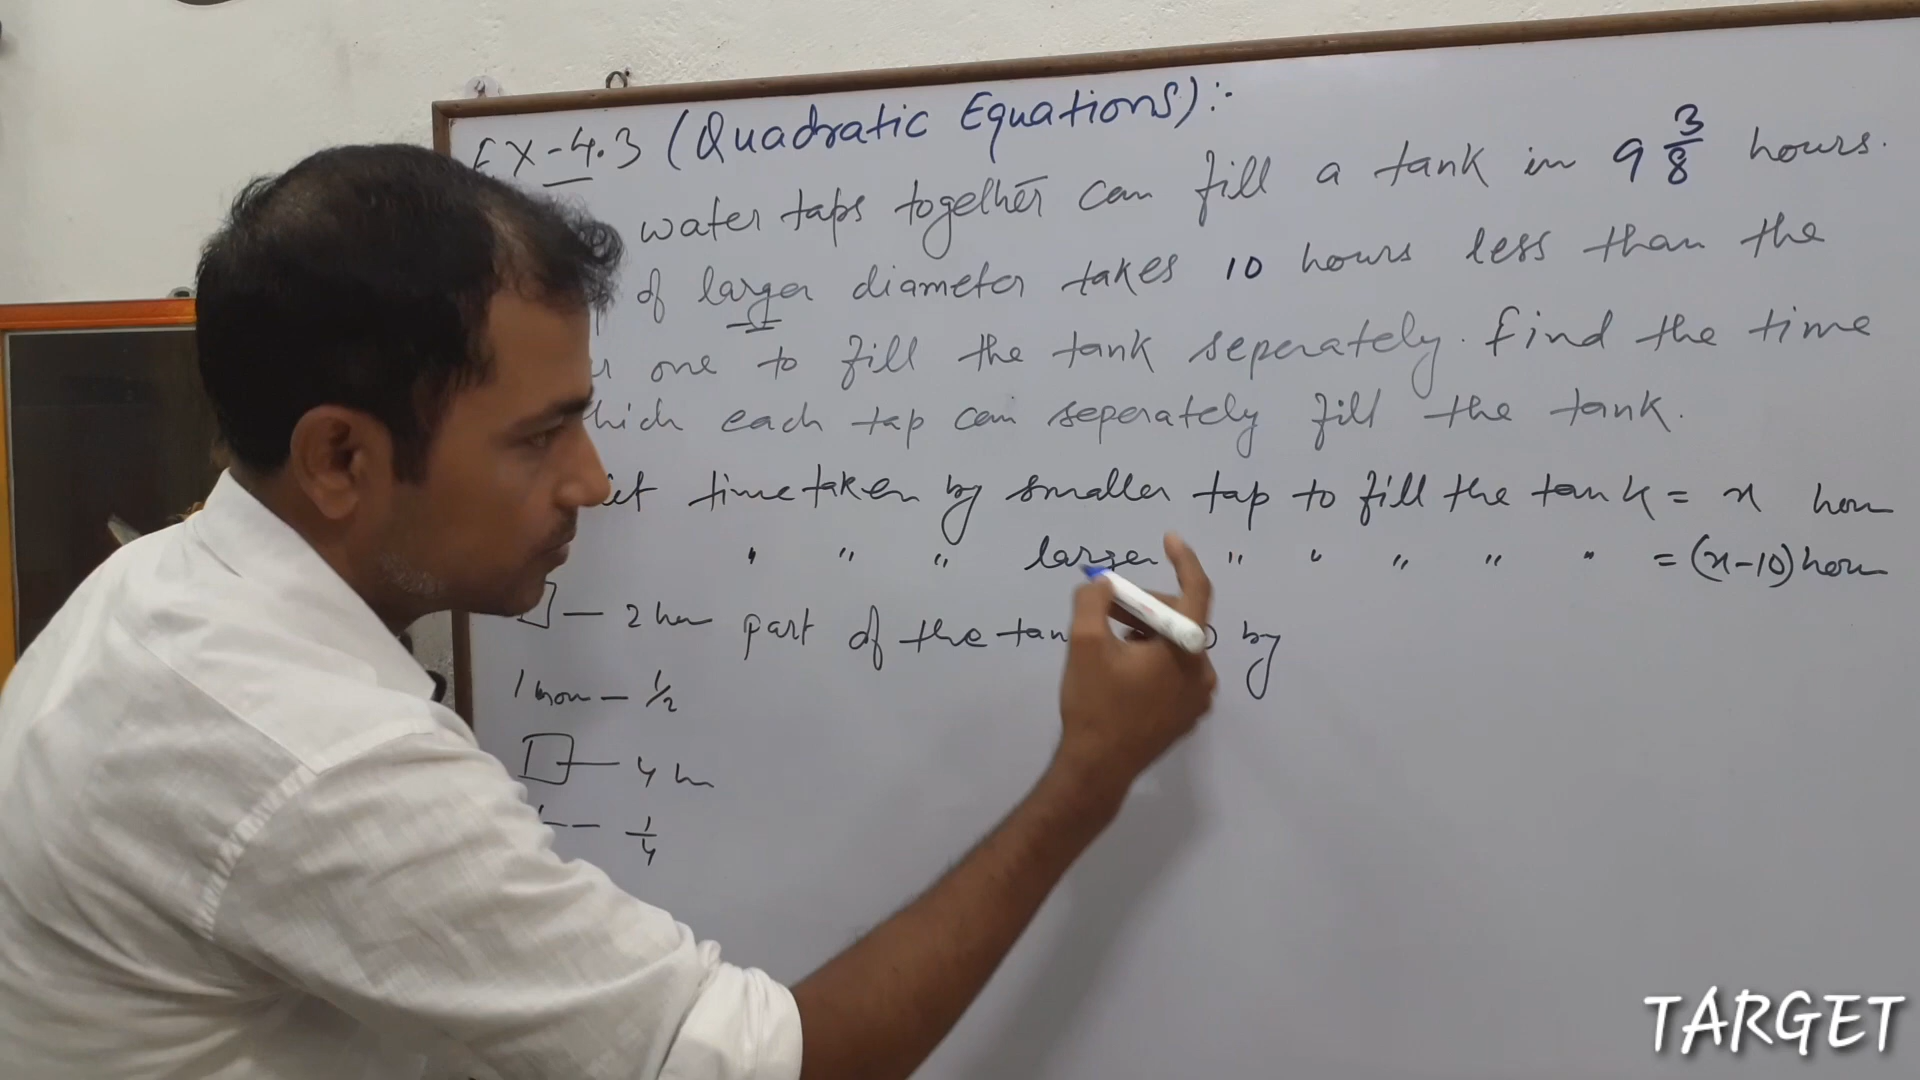 EX-4.3 (Quadratic Equations):-
water taps together can fill a tank in 9 3/8 hours.
of larger diameter takes 10 hours less than the
one to fill the tank seperately. Find the time
which each tap can seperately fill the tank.
Let time taken by smaller tap to fill the tank = x hour
" " " larger " " " " " = (x-10) hour
— 2 hour part of the tan by
1 hour — 1/2
— 4 h
— 1/4
TARGET